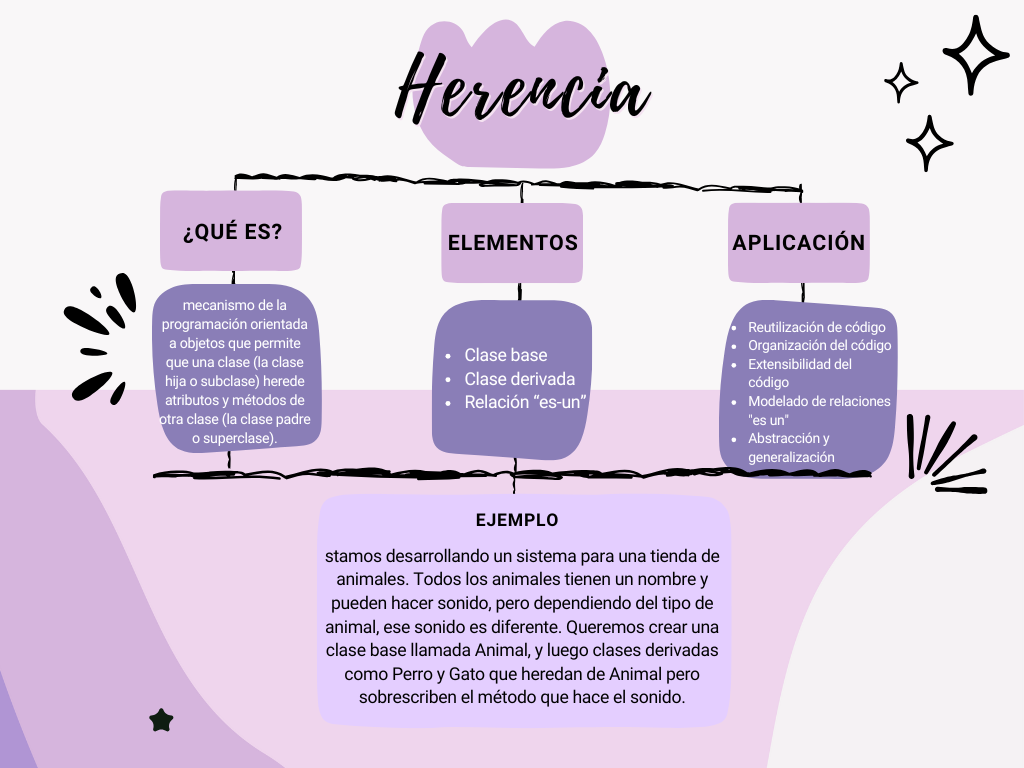 Herencia
¿QUÉ ES?
mecanismo de la
programación orientada
a objetos que permite
que una clase (la clase
hija o subclase) herede
atributos y métodos de
otra clase (la clase padre
o superclase).
ELEMENTOS
• Clase base
• Clase derivada
• Relación “es-un”
APLICACIÓN
• Reutilización de código
• Organización del código
• Extensibilidad del
código
• Modelado de relaciones
"es un"
• Abstracción y
generalización
EJEMPLO
stamos desarrollando un sistema para una tienda de
animales. Todos los animales tienen un nombre y
pueden hacer sonido, pero dependiendo del tipo de
animal, ese sonido es diferente. Queremos crear una
clase base llamada Animal, y luego clases derivadas
como Perro y Gato que heredan de Animal pero
sobrescriben el método que hace el sonido.